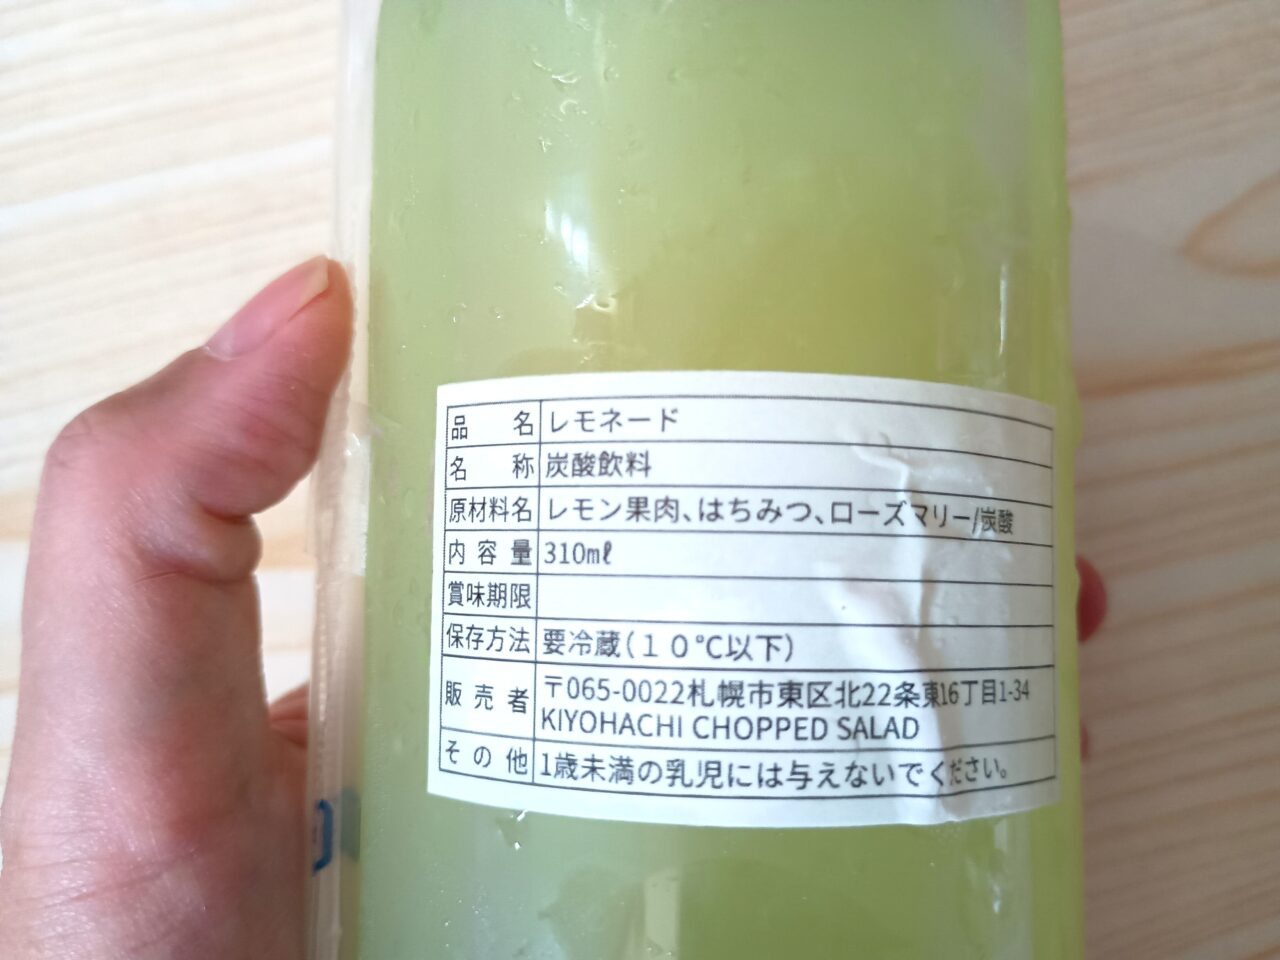 品名 レモネード
名称 炭酸飲料
原材料名 レモン果肉、はちみつ、ローズマリー/炭酸
内容量 310mℓ
賞味期限
保存方法 要冷蔵(１０℃以下)
販売者 〒065-0022札幌市東区北22条東16丁目1-34
KIYOHACHI CHOPPED SALAD
その他 1歳未満の乳児には与えないでください。